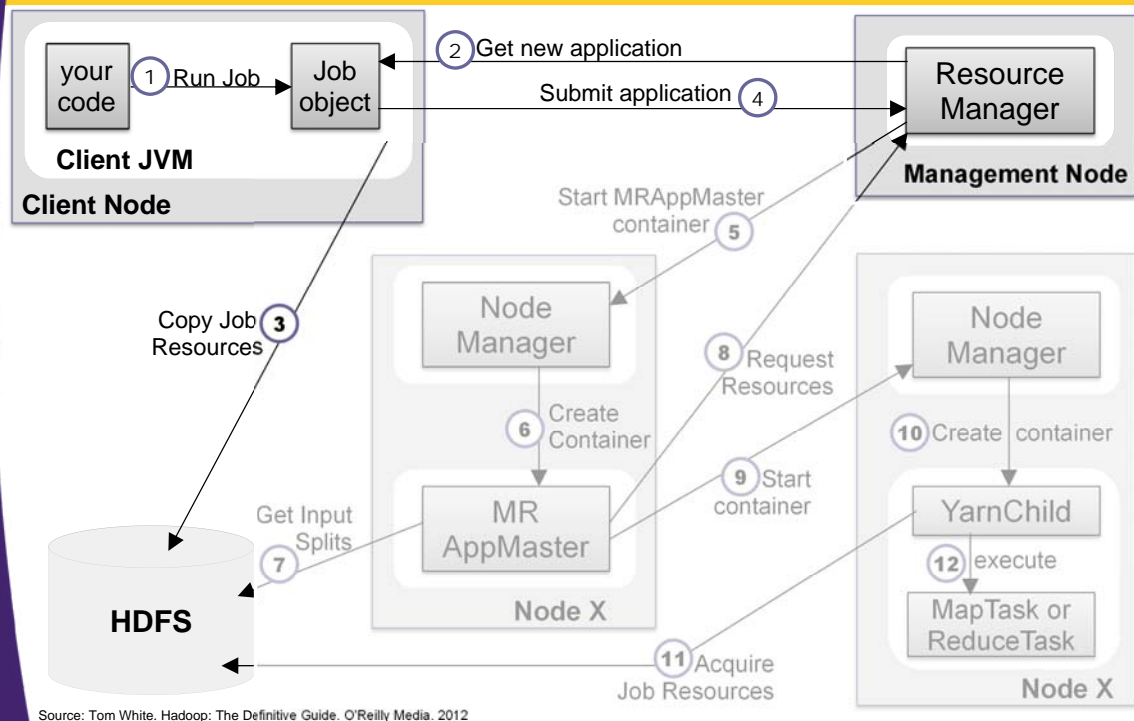 your
code
1 Run Job
Job
object
Client JVM
Client Node
2 Get new application
Submit application 4
Resource
Manager
Management Node
Copy Job 3
Resources
Start MRAppMaster
container 5
Node
Manager
6 Create
Container
MR
AppMaster
Node X
Get Input
Splits
7
HDFS
8 Request
Resources
9 Start
container
Node
Manager
10 Create container
YarnChild
12 execute
MapTask or
ReduceTask
Node X
11 Acquire
Job Resources
Source: Tom White. Hadoop: The Definitive Guide. O'Reilly Media. 2012